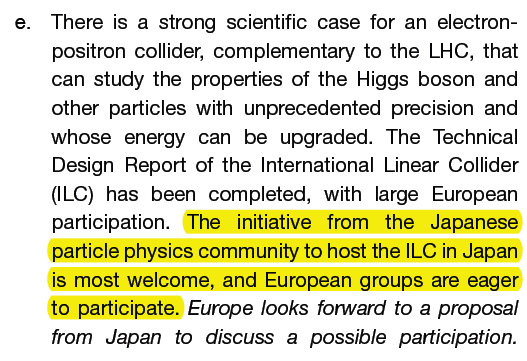 e. There is a strong scientific case for an electron-
positron collider, complementary to the LHC, that
can study the properties of the Higgs boson and
other particles with unprecedented precision and
whose energy can be upgraded. The Technical
Design Report of the International Linear Collider
(ILC) has been completed, with large European
participation. The initiative from the Japanese
particle physics community to host the ILC in Japan
is most welcome, and European groups are eager
to participate. Europe looks forward to a proposal
from Japan to discuss a possible participation.